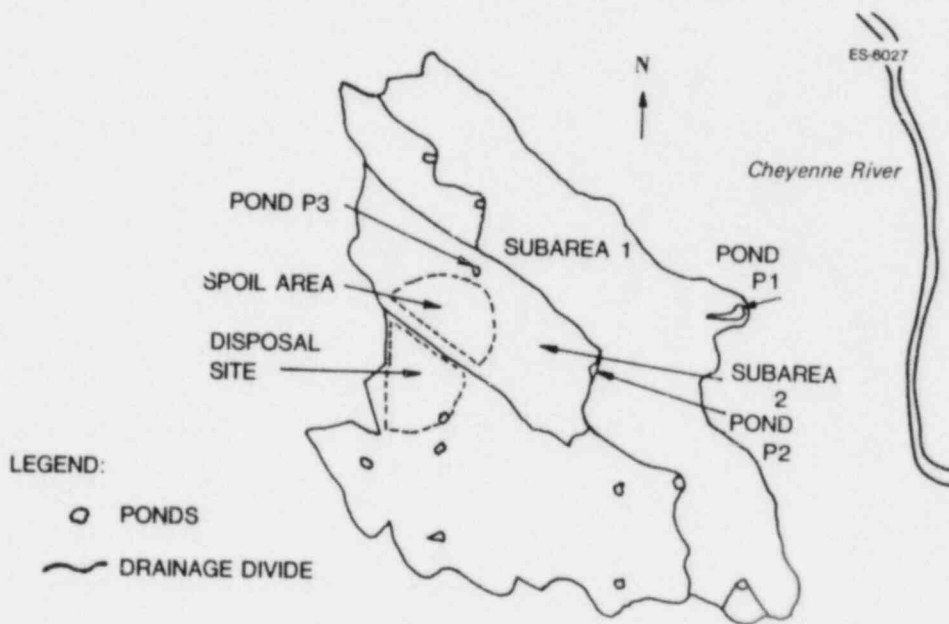 ES-6027
N
Cheyenne River
POND P3
SUBAREA 1
POND
P1
SPOIL AREA
DISPOSAL
SITE
SUBAREA
2
POND
P2
LEGEND:
PONDS
DRAINAGE DIVIDE